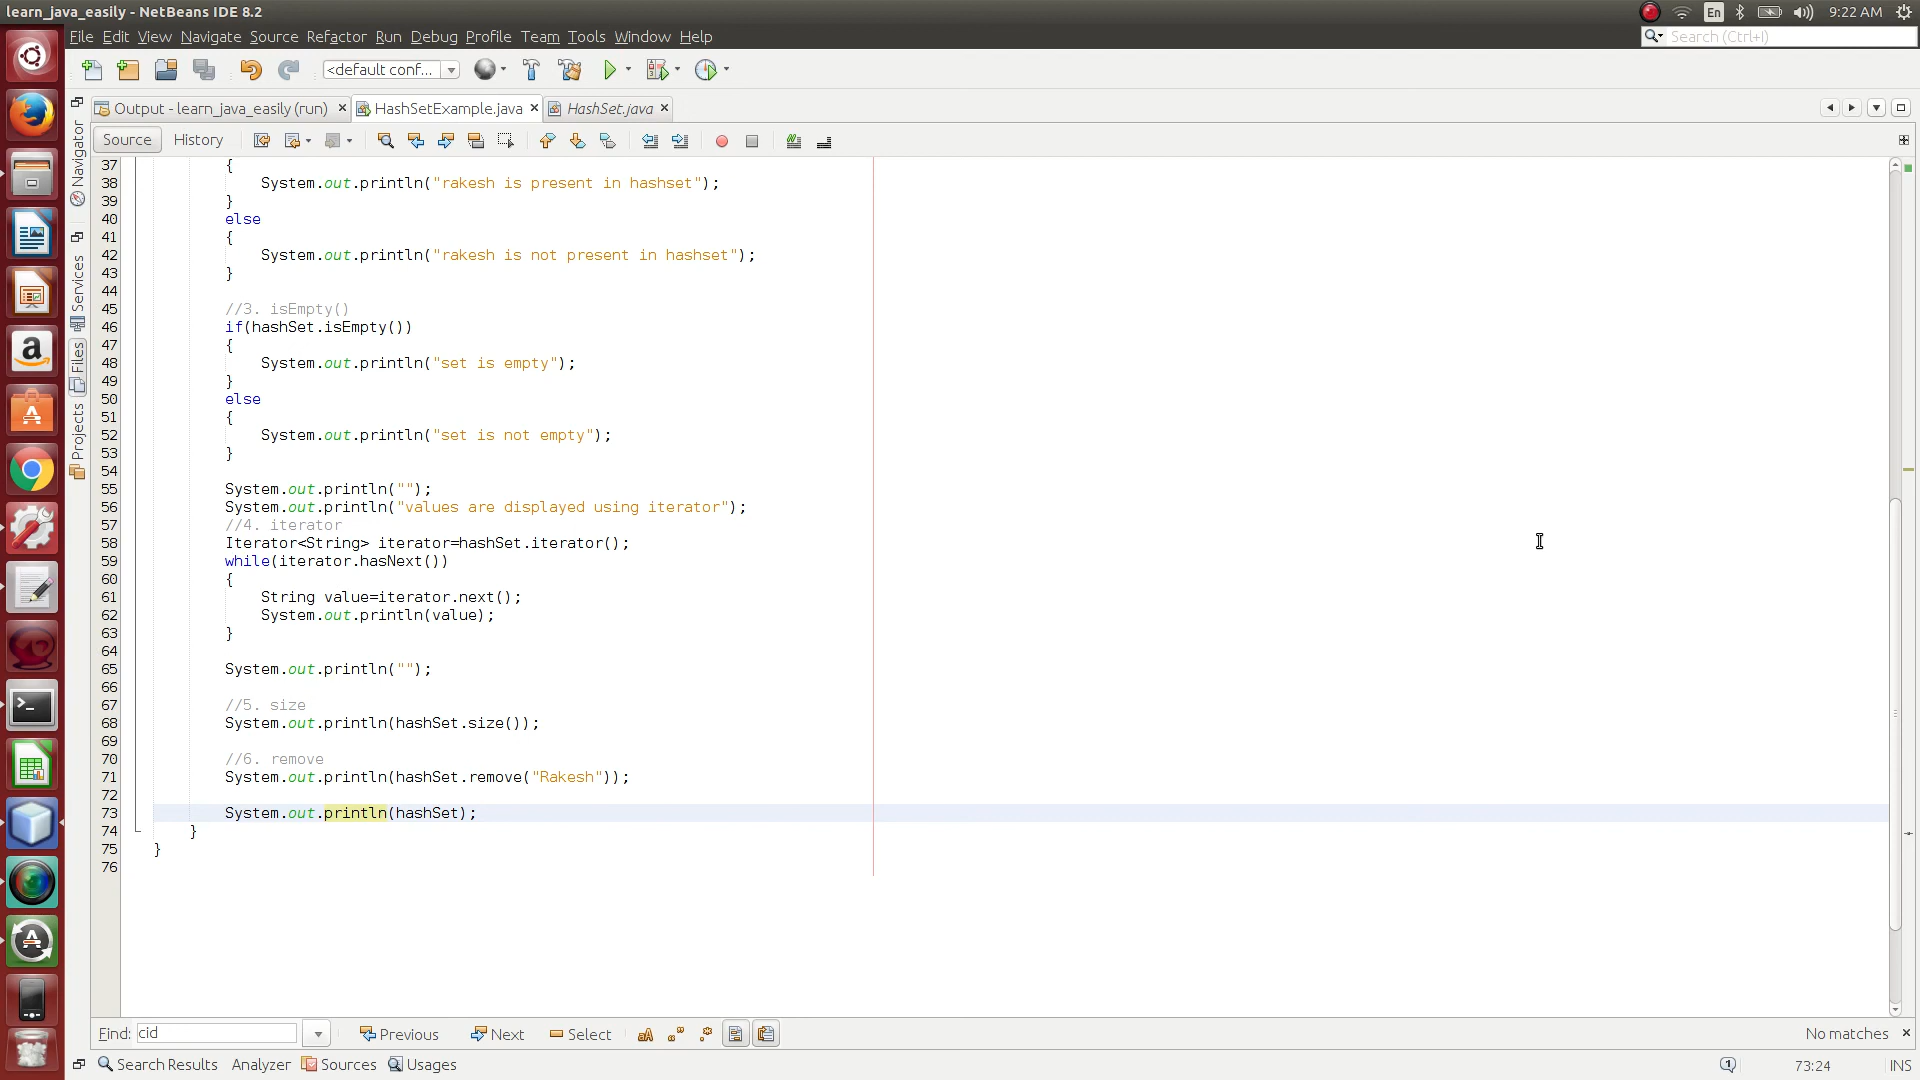 learn_java_easily - NetBeans IDE 8.2
En
9:22 AM
File Edit View Navigate Source Refactor Run Debug Profile Team Tools Window Help
Search (Ctrl+I)
<default conf...
Output - learn_java_easily (run)
HashSetExample.java
HashSet.java
Source History
Navigator
Services
Files
Projects
37 {
38 System.out.println("rakesh is present in hashset");
39 }
40 else
41 {
42 System.out.println("rakesh is not present in hashset");
43 }
44
45 //3. isEmpty()
46 if(hashSet.isEmpty())
47 {
48 System.out.println("set is empty");
49 }
50 else
51 {
52 System.out.println("set is not empty");
53 }
54
55 System.out.println("");
56 System.out.println("values are displayed using iterator");
57 //4. iterator
58 Iterator<String> iterator=hashSet.iterator();
59 while(iterator.hasNext())
60 {
61 String value=iterator.next();
62 System.out.println(value);
63 }
64
65 System.out.println("");
66
67 //5. size
68 System.out.println(hashSet.size());
69
70 //6. remove
71 System.out.println(hashSet.remove("Rakesh"));
72
73 System.out.println(hashSet);
74 }
75 }
76
Find: cid
Previous Next Select
No matches
Search Results Analyzer Sources Usages
1
73:24 INS